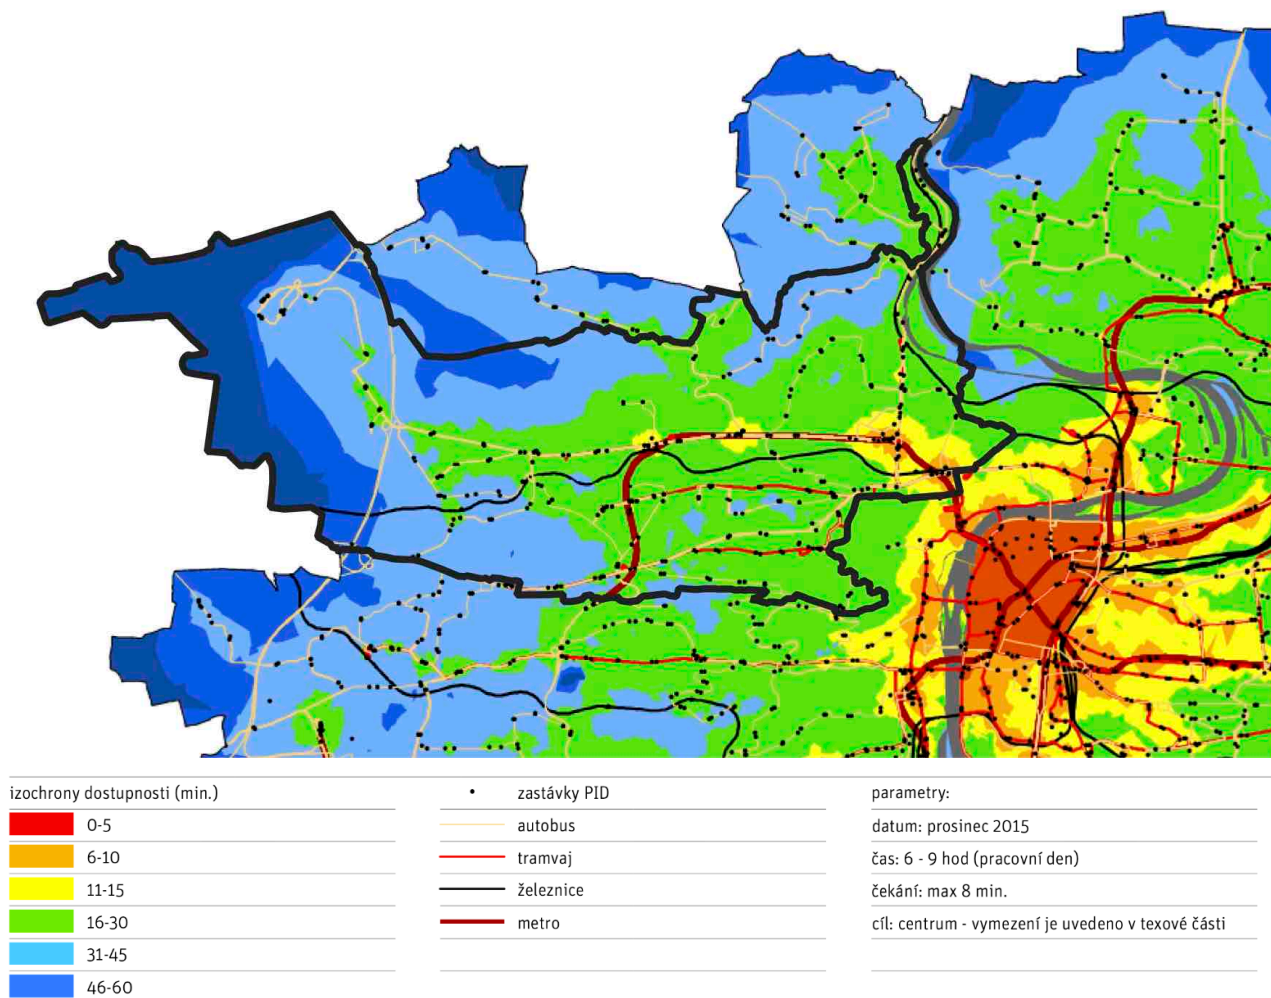 izochrony dostupnosti (min.)
0-5
6-10
11-15
16-30
31-45
46-60
zastávky PID
autobus
tramvaj
železnice
metro
parametry:
datum: prosinec 2015
čas: 6 - 9 hod (pracovní den)
čekání: max 8 min.
cíl: centrum - vymezení je uvedeno v texové části